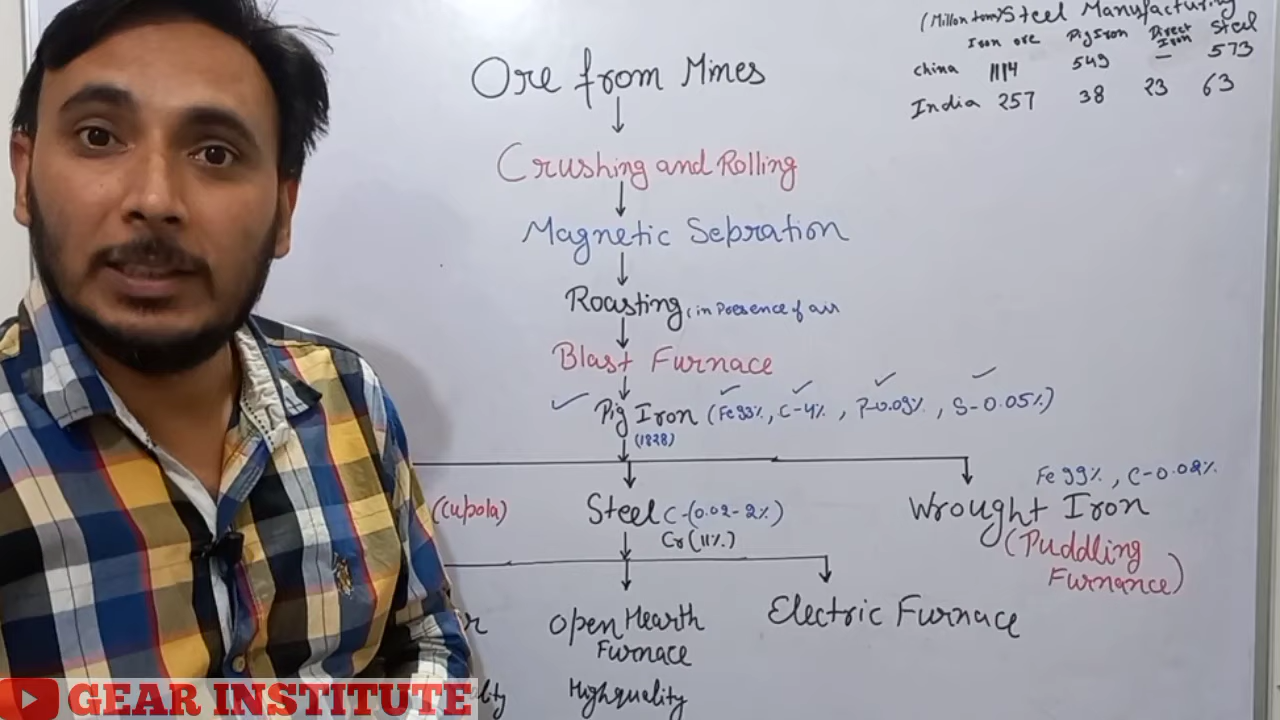 (Millon tom) Steel Manufacturing
Iron ore Pig Iron Direct Iron Steel
China 1114 549 — 573
India 257 38 23 63
Ore from Mines
Crushing and Rolling
Magnetic Sebration
Roasting (in Presence of air
Blast Furnace
Pig Iron (Fe 93%, C-4%, P-0.09%, S-0.05%)
(1828)
Fe 99%, C-0.02%
(Cupola) Steel C-(0.02-2%) Wrought Iron
Cr (11%) (Puddling
Furnance)
Open Hearth Electric Furnace
Furnace
High quality
GEAR INSTITUTE